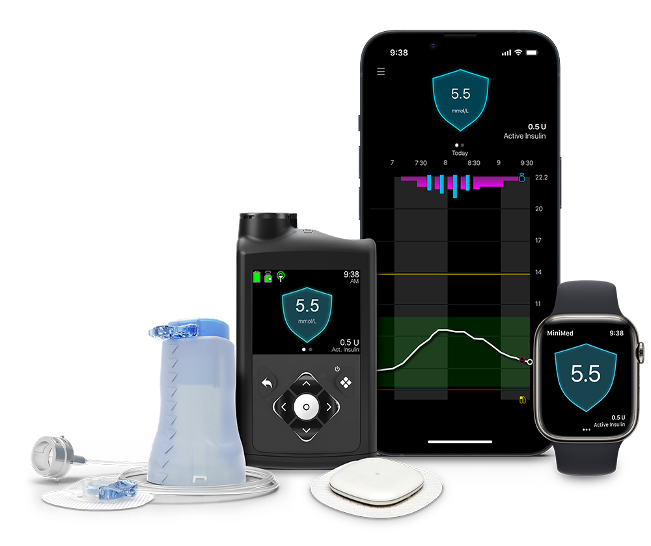 9:38
5.5
mmol/L
0.5 U
Active Insulin
Today
7 7:30 8 8:30 9 9:30
22.2
20
17
14
11
9:38
AM
5.5
mmol/L
0.5 U
Act. Insulin
MiniMed 9:38
5.5
0.5 U
Active Insulin